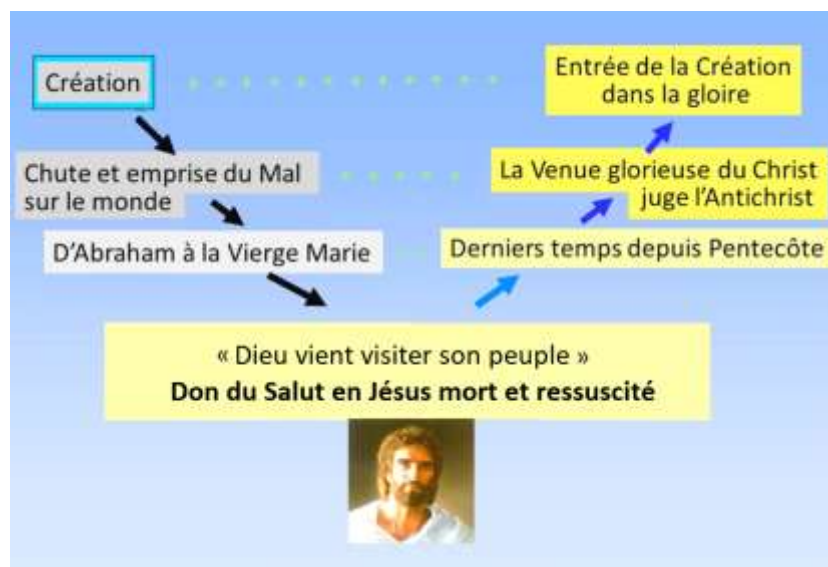 Création
Chute et emprise du Mal
sur le monde
D'Abraham à la Vierge Marie
« Dieu vient visiter son peuple »
Don du Salut en Jésus mort et ressuscité
Derniers temps depuis Pentecôte
La Venue glorieuse du Christ
juge l'Antichrist
Entrée de la Création
dans la gloire